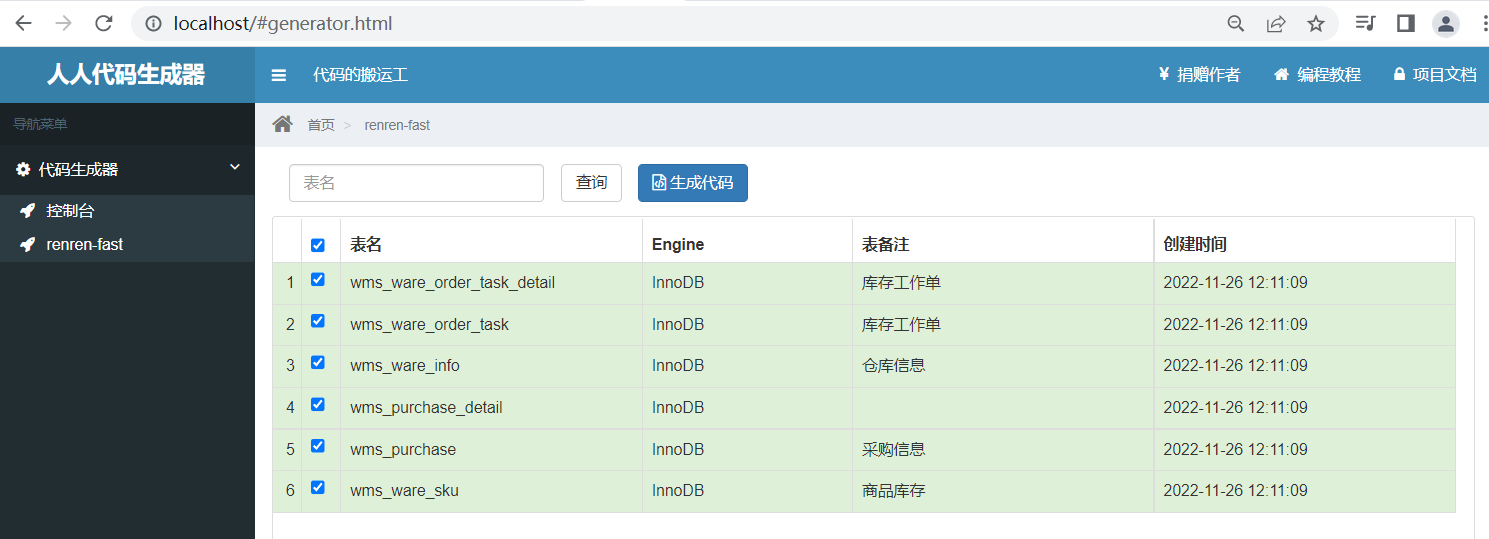 localhost/#generator.html
人人代码生成器 代码的搬运工 ¥ 捐赠作者 编程教程 项目文档
导航菜单 首页 > renren-fast
代码生成器
控制台
renren-fast
表名 查询 生成代码
表名 Engine 表备注 创建时间
1 wms_ware_order_task_detail InnoDB 库存工作单 2022-11-26 12:11:09
2 wms_ware_order_task InnoDB 库存工作单 2022-11-26 12:11:09
3 wms_ware_info InnoDB 仓库信息 2022-11-26 12:11:09
4 wms_purchase_detail InnoDB 2022-11-26 12:11:09
5 wms_purchase InnoDB 采购信息 2022-11-26 12:11:09
6 wms_ware_sku InnoDB 商品库存 2022-11-26 12:11:09